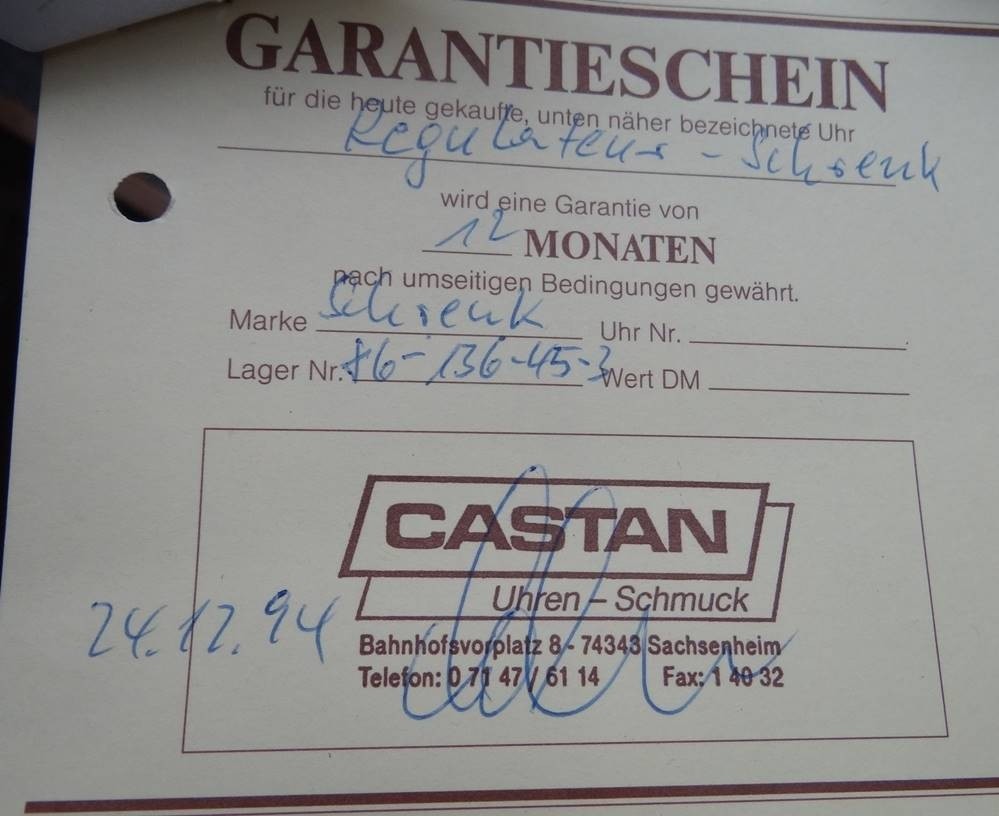 GARANTIESCHEIN
für die heute gekaufte, unten näher bezeichnete Uhr
Regulateur - Schrenk
wird eine Garantie von
12 MONATEN
nach umseitigen Bedingungen gewährt.
Marke Schrenk Uhr Nr.
Lager Nr. 86-136-45-3 Wert DM
CASTAN
Uhren – Schmuck
24.12.94
Bahnhofsvorplatz 8 - 74343 Sachsenheim
Telefon: 0 71 47 / 61 14 Fax: 1 40 32